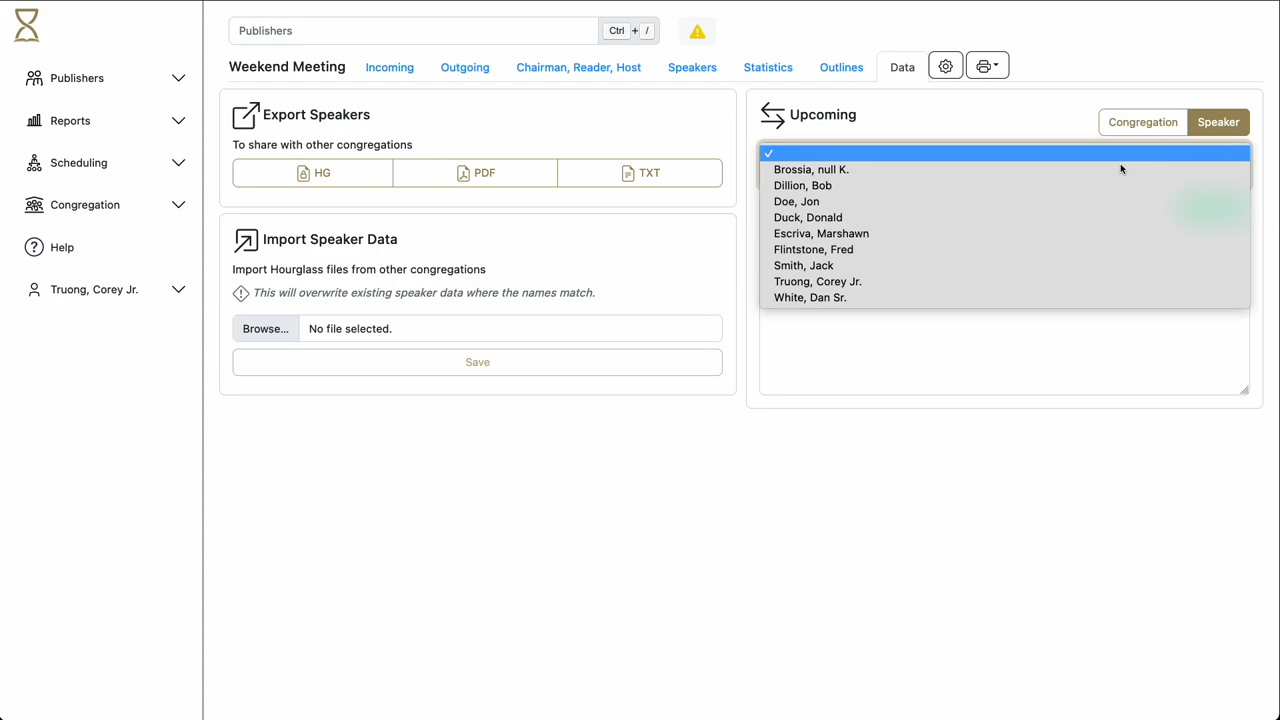 Publishers
Ctrl + /
Weekend Meeting
Incoming
Outgoing
Chairman, Reader, Host
Speakers
Statistics
Outlines
Data
Publishers
Reports
Scheduling
Congregation
Help
Truong, Corey Jr.
Export Speakers
To share with other congregations
HG
PDF
TXT
Import Speaker Data
Import Hourglass files from other congregations
This will overwrite existing speaker data where the names match.
Browse... No file selected.
Save
Upcoming
Congregation
Speaker
Brossia, null K.
Dillion, Bob
Doe, Jon
Duck, Donald
Escriva, Marshawn
Flintstone, Fred
Smith, Jack
Truong, Corey Jr.
White, Dan Sr.